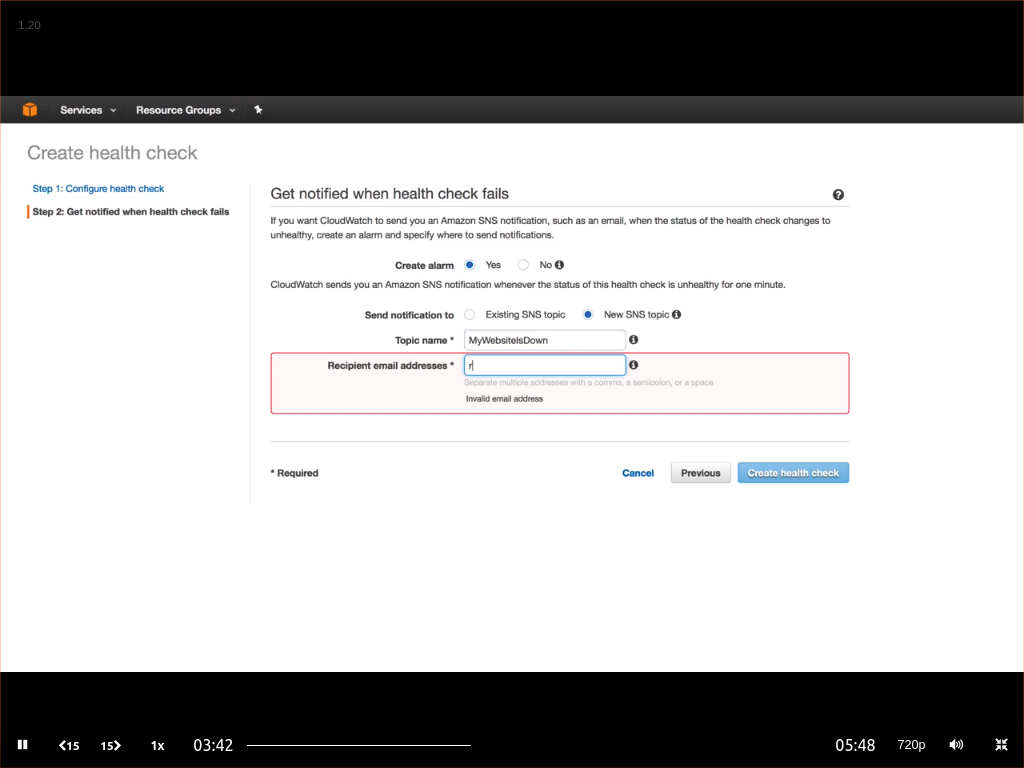 1.20
Services Resource Groups
Create health check
Step 1: Configure health check
Step 2: Get notified when health check fails
Get notified when health check fails
If you want CloudWatch to send you an Amazon SNS notification, such as an email, when the status of the health check changes to
unhealthy, create an alarm and specify where to send notifications.
Create alarm Yes No
CloudWatch sends you an Amazon SNS notification whenever the status of this health check is unhealthy for one minute.
Send notification to Existing SNS topic New SNS topic
Topic name * MyWebsiteIsDown
Recipient email addresses * r
Separate multiple addresses with a comma, a semicolon, or a space
Invalid email address
* Required Cancel Previous Create health check
15 15 1x 03:42 05:48 720p